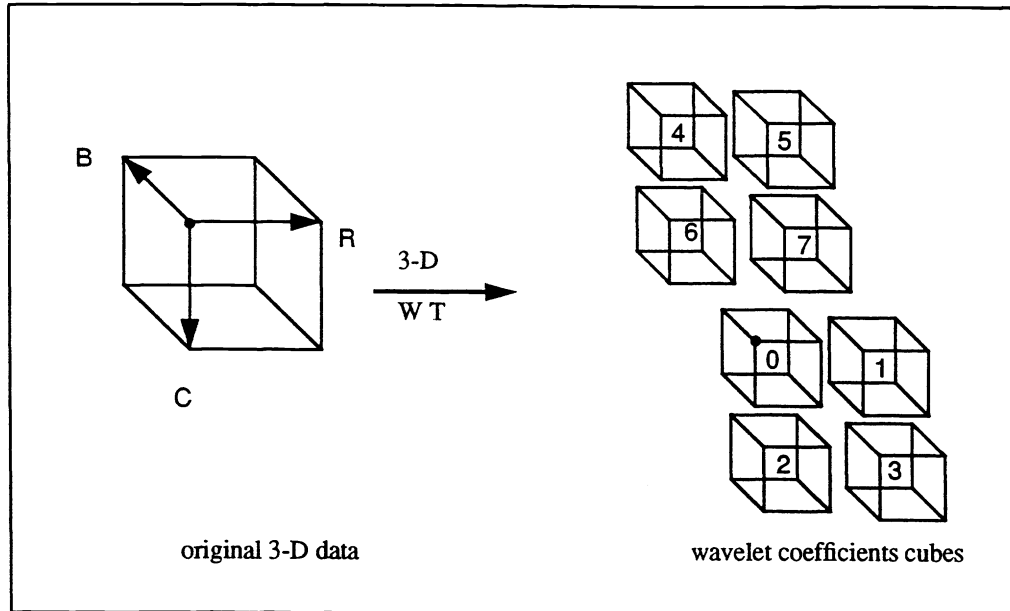 B
R
C
3-D
W T
4
5
6
7
0
1
2
3
original 3-D data
wavelet coefficients cubes